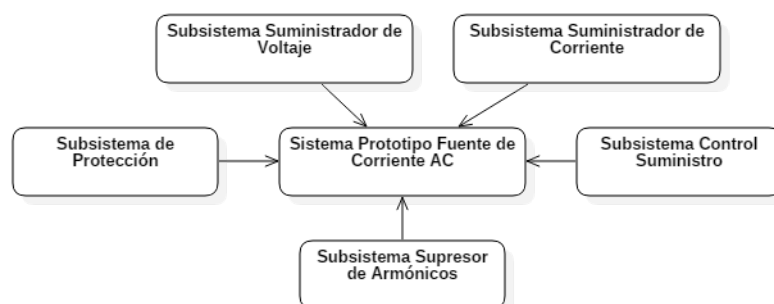 Subsistema Suministrador de
Voltaje
Subsistema Suministrador de
Corriente
Subsistema de
Protección
Sistema Prototipo Fuente de
Corriente AC
Subsistema Control
Suministro
Subsistema Supresor
de Armónicos